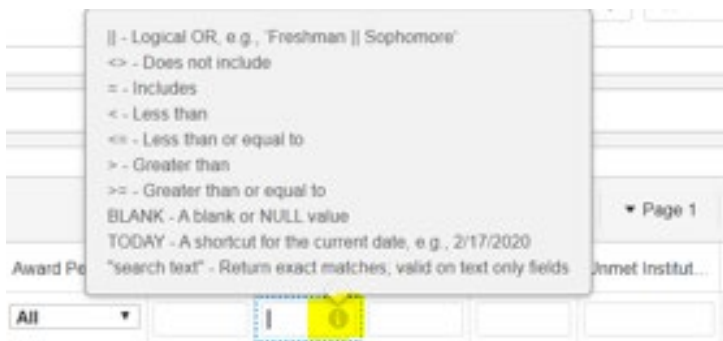 || - Logical OR, e.g., 'Freshman || Sophomore'
<> - Does not include
= - Includes
< - Less than
<= - Less than or equal to
> - Greater than
>= - Greater than or equal to
BLANK - A blank or NULL value
TODAY - A shortcut for the current date, e.g., 2/17/2020
"search text" - Return exact matches; valid on text only fields
Page 1
Award Pe
Unmet Institut...
All